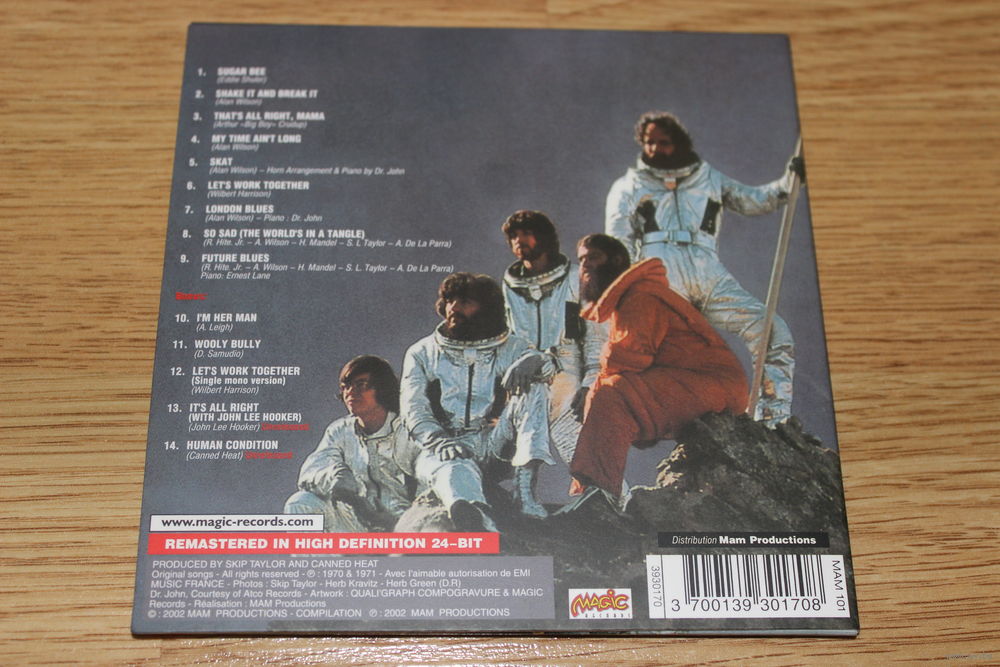 1. SUGAR BEE
(Eddie Shuler)
2. SHAKE IT AND BREAK IT
(Alan Wilson)
3. THAT'S ALL RIGHT, MAMA
(Arthur «Big Boy» Crudup)
4. MY TIME AIN'T LONG
(Alan Wilson)
5. SKAT
(Alan Wilson) – Horn Arrangement & Piano by Dr. John
6. LET'S WORK TOGETHER
(Wilbert Harrison)
7. LONDON BLUES
(Alan Wilson) – Piano : Dr. John
8. SO SAD (THE WORLD'S IN A TANGLE)
(R. Hite. Jr. – A. Wilson – H. Mandel – S. L Taylor – A. De La Parra)
9. FUTURE BLUES
(R. Hite. Jr. – A. Wilson – H. Mandel – S. L Taylor – A. De La Parra)
Piano: Ernest Lane
Bonus:
10. I'M HER MAN
(A. Leigh)
11. WOOLY BULLY
(D. Samudio)
12. LET'S WORK TOGETHER
(Single mono version)
(Wilbert Harrison)
13. IT'S ALL RIGHT
(WITH JOHN LEE HOOKER)
(John Lee Hooker)
14. HUMAN CONDITION
(Canned Heat)
www.magic-records.com
REMASTERED IN HIGH DEFINITION 24-BIT
PRODUCED BY SKIP TAYLOR AND CANNED HEAT
Original songs - All rights reserved - ℗ : 1970 & 1971 - Avec l'aimable autorisation de EMI
MUSIC FRANCE - Photos : Skip Taylor - Herb Kravitz - Herb Green (D.R)
Dr. John, Courtesy of Atco Records - Artwork : QUALI'GRAPH COMPOGRAVURE & MAGIC
Records - Réalisation : MAM Productions
© 2002 MAM PRODUCTIONS - COMPILATION ℗ : 2002 MAM PRODUCTIONS
Distribution Mam Productions
MAGIC
RECORDS
3930170
3 700139 301708
MAM 101